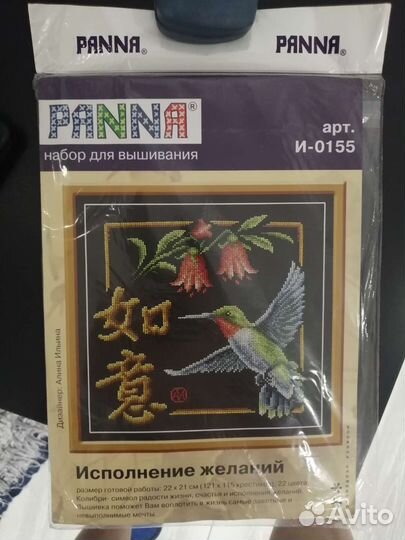 PANNA® PANNA®
PANNA®
набор для вышивания
арт.
И-0155
如
意
Дизайнер: Алина Ильина
Исполнение желаний
размер готовой работы: 22 x 21 см (121 x 115 крестиков), 22 цвета
Колибри- символ радости жизни, счастья и исполнения желаний.
Вышивка поможет Вам воплотить в жизнь самые заветные и
невыполнимые мечты.
Avito